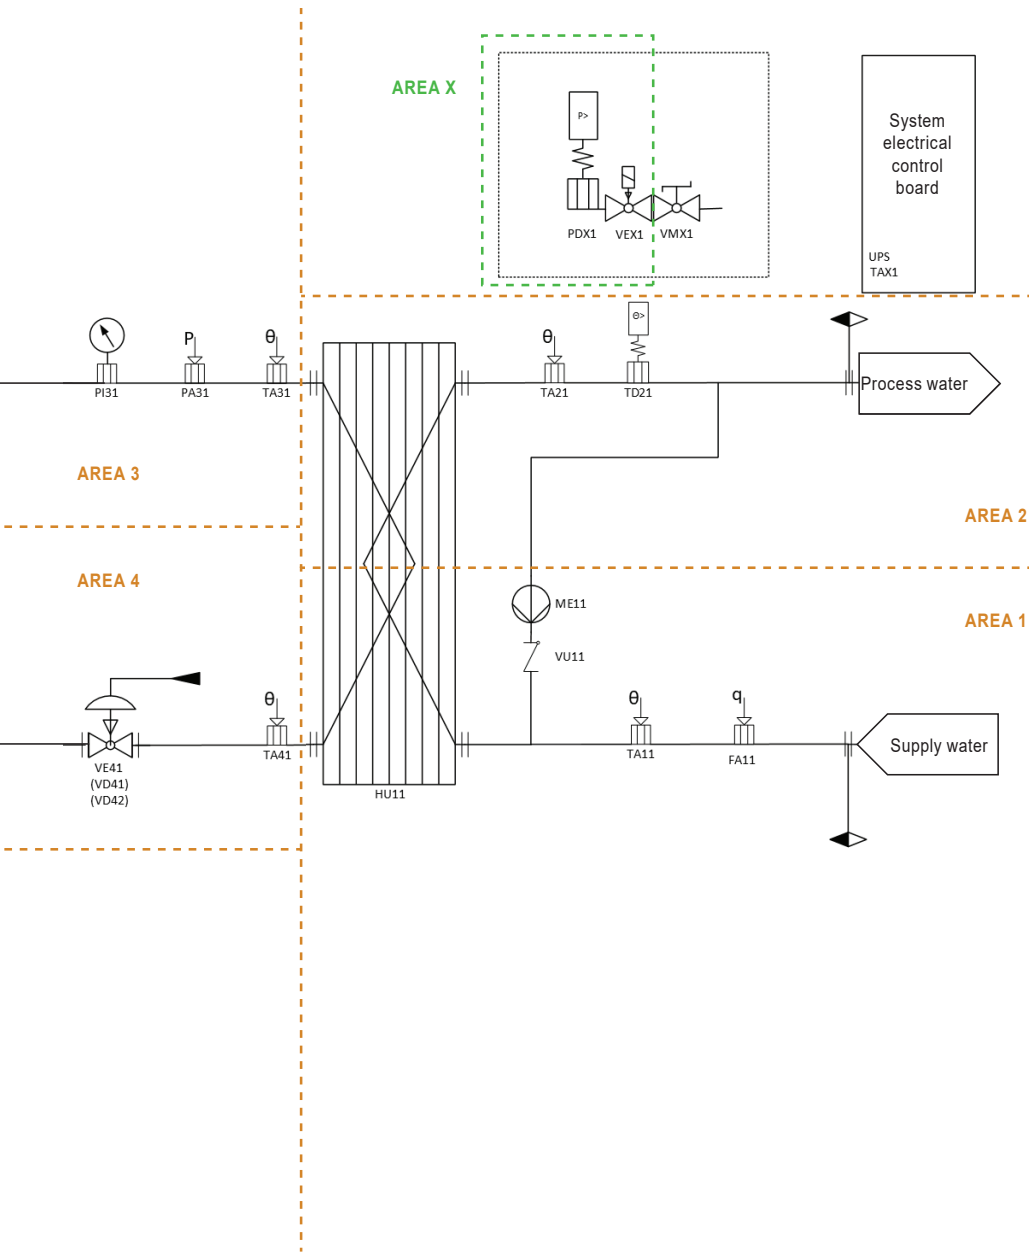 AREA X
P>
PDX1
VEX1
VMX1
System
electrical
control
board
UPS
TAX1
P
θ
PI31
PA31
TA31
θ
Θ>
TA21
TD21
Process water
AREA 3
AREA 2
AREA 4
ME11
AREA 1
VU11
θ
TA41
VE41
(VD41)
(VD42)
HU11
θ
q
TA11
FA11
Supply water